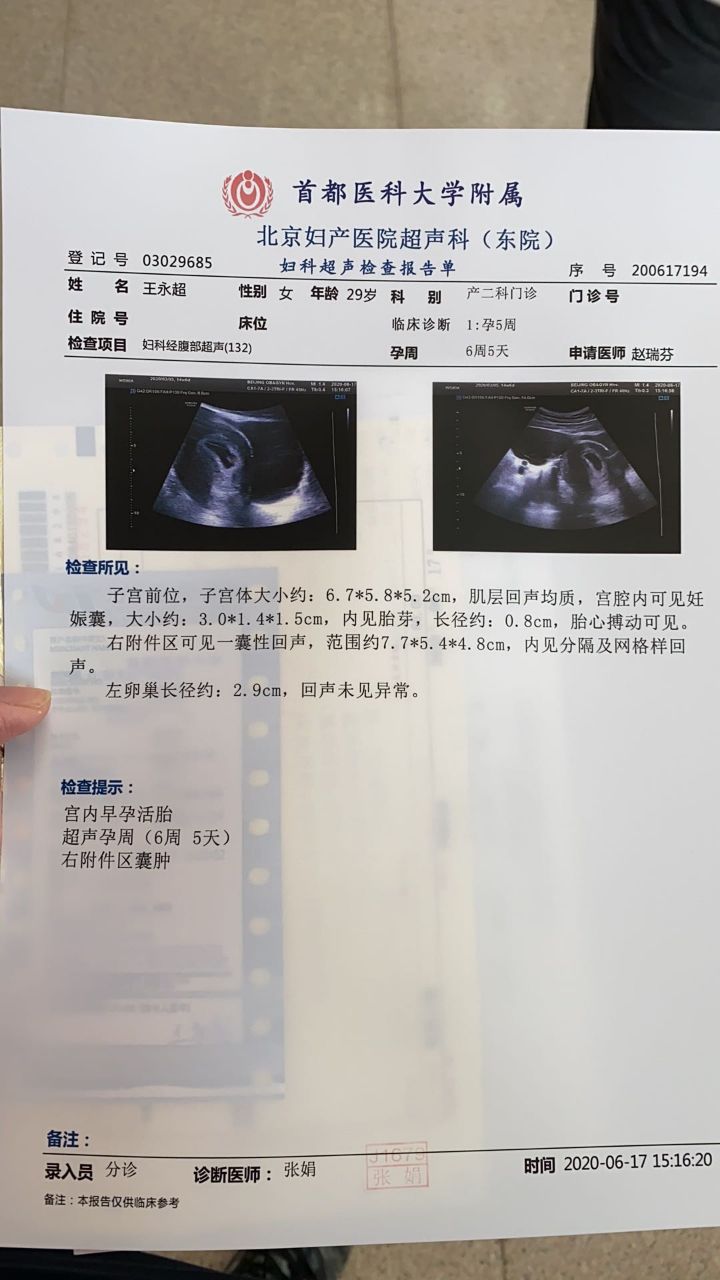 首都医科大学附属
北京妇产医院超声科（东院）
登记号 03029685
妇科超声检查报告单
序号 200617194
姓名 王永超 性别 女 年龄 29岁 科别 产二科门诊 门诊号
住院号 床位 临床诊断 1:孕5周
检查项目 妇科经腹部超声(132) 孕周 6周5天 申请医师 赵瑞芬
检查所见：
子宫前位，子宫体大小约：6.7*5.8*5.2cm，肌层回声均质，宫腔内可见妊
娠囊，大小约：3.0*1.4*1.5cm，内见胎芽，长径约：0.8cm，胎心搏动可见。
右附件区可见一囊性回声，范围约7.7*5.4*4.8cm，内见分隔及网格样回
声。
左卵巢长径约：2.9cm，回声未见异常。
检查提示：
宫内早孕活胎
超声孕周（6周 5天）
右附件区囊肿
备注：
录入员 分诊 诊断医师： 张娟 张 娟 时间 2020-06-17 15:16:20
备注：本报告仅供临床参考